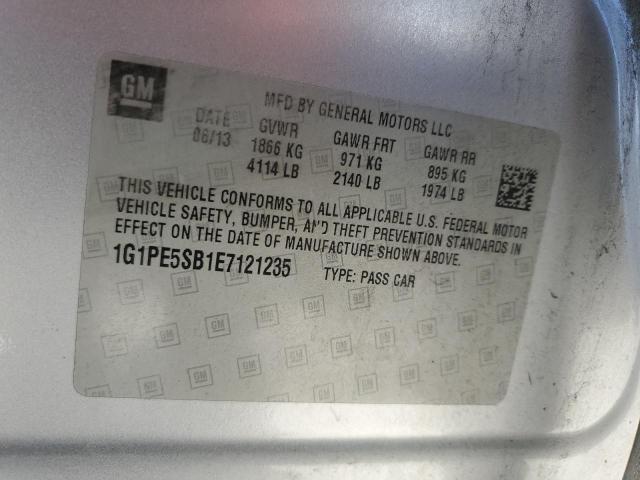 GM
MFD BY GENERAL MOTORS LLC
DATE GVWR GAWR FRT GAWR RR
06/13 1866 KG 971 KG 895 KG
4114 LB 2140 LB 1974 LB
THIS VEHICLE CONFORMS TO ALL APPLICABLE U.S. FEDERAL MOTOR
VEHICLE SAFETY, BUMPER, AND THEFT PREVENTION STANDARDS IN
EFFECT ON THE DATE OF MANUFACTURE SHOWN ABOVE.
1G1PE5SB1E7121235 TYPE: PASS CAR